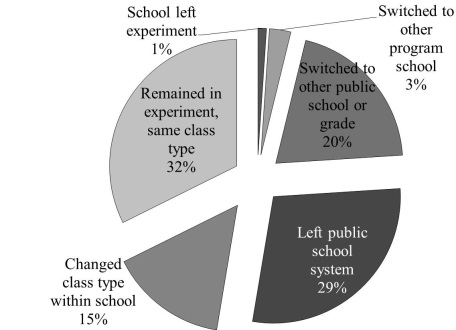 School left
experiment
1%
Switched to
other
program
school
3%
Switched to
other public
school or
grade
20%
Remained in
experiment,
same class
type
32%
Left public
school
system
29%
Changed
class type
within school
15%